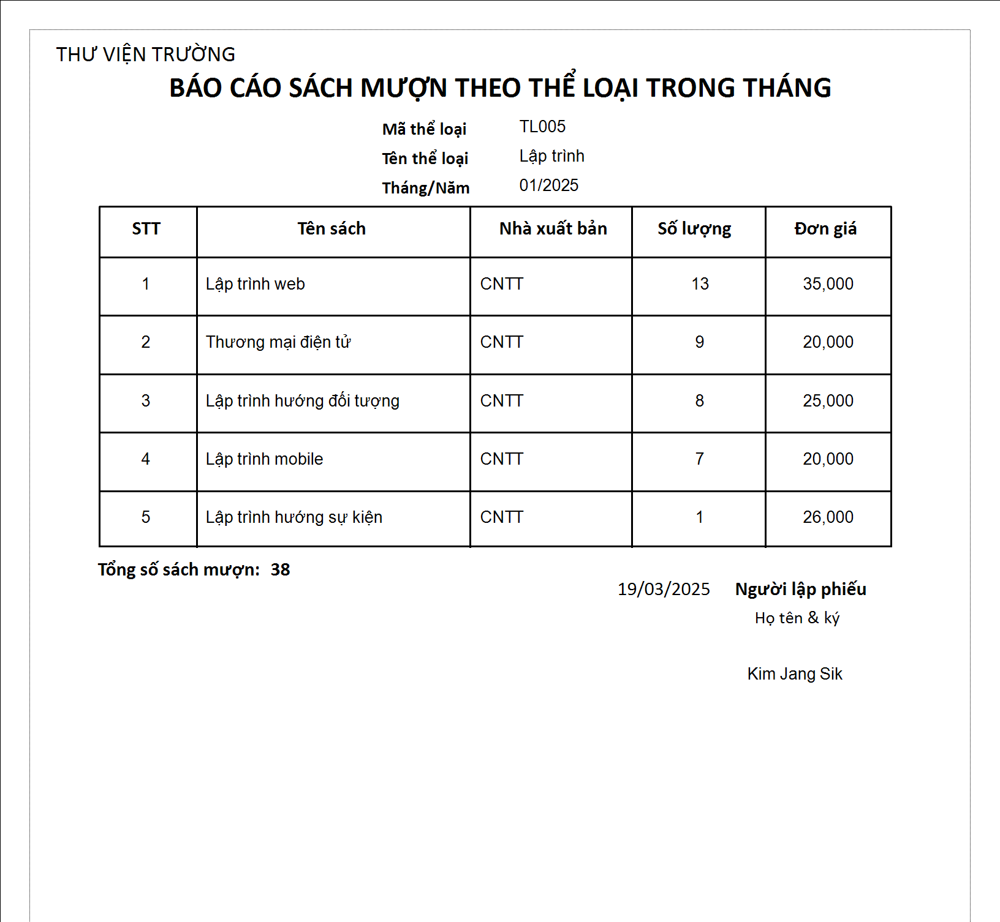 THƯ VIỆN TRƯỜNG
BÁO CÁO SÁCH MƯỢN THEO THỂ LOẠI TRONG THÁNG
Mã thể loại TL005
Tên thể loại Lập trình
Tháng/Năm 01/2025
STT Tên sách Nhà xuất bản Số lượng Đơn giá
1 Lập trình web CNTT 13 35,000
2 Thương mại điện tử CNTT 9 20,000
3 Lập trình hướng đối tượng CNTT 8 25,000
4 Lập trình mobile CNTT 7 20,000
5 Lập trình hướng sự kiện CNTT 1 26,000
Tổng số sách mượn: 38
19/03/2025 Người lập phiếu
Họ tên & ký
Kim Jang Sik